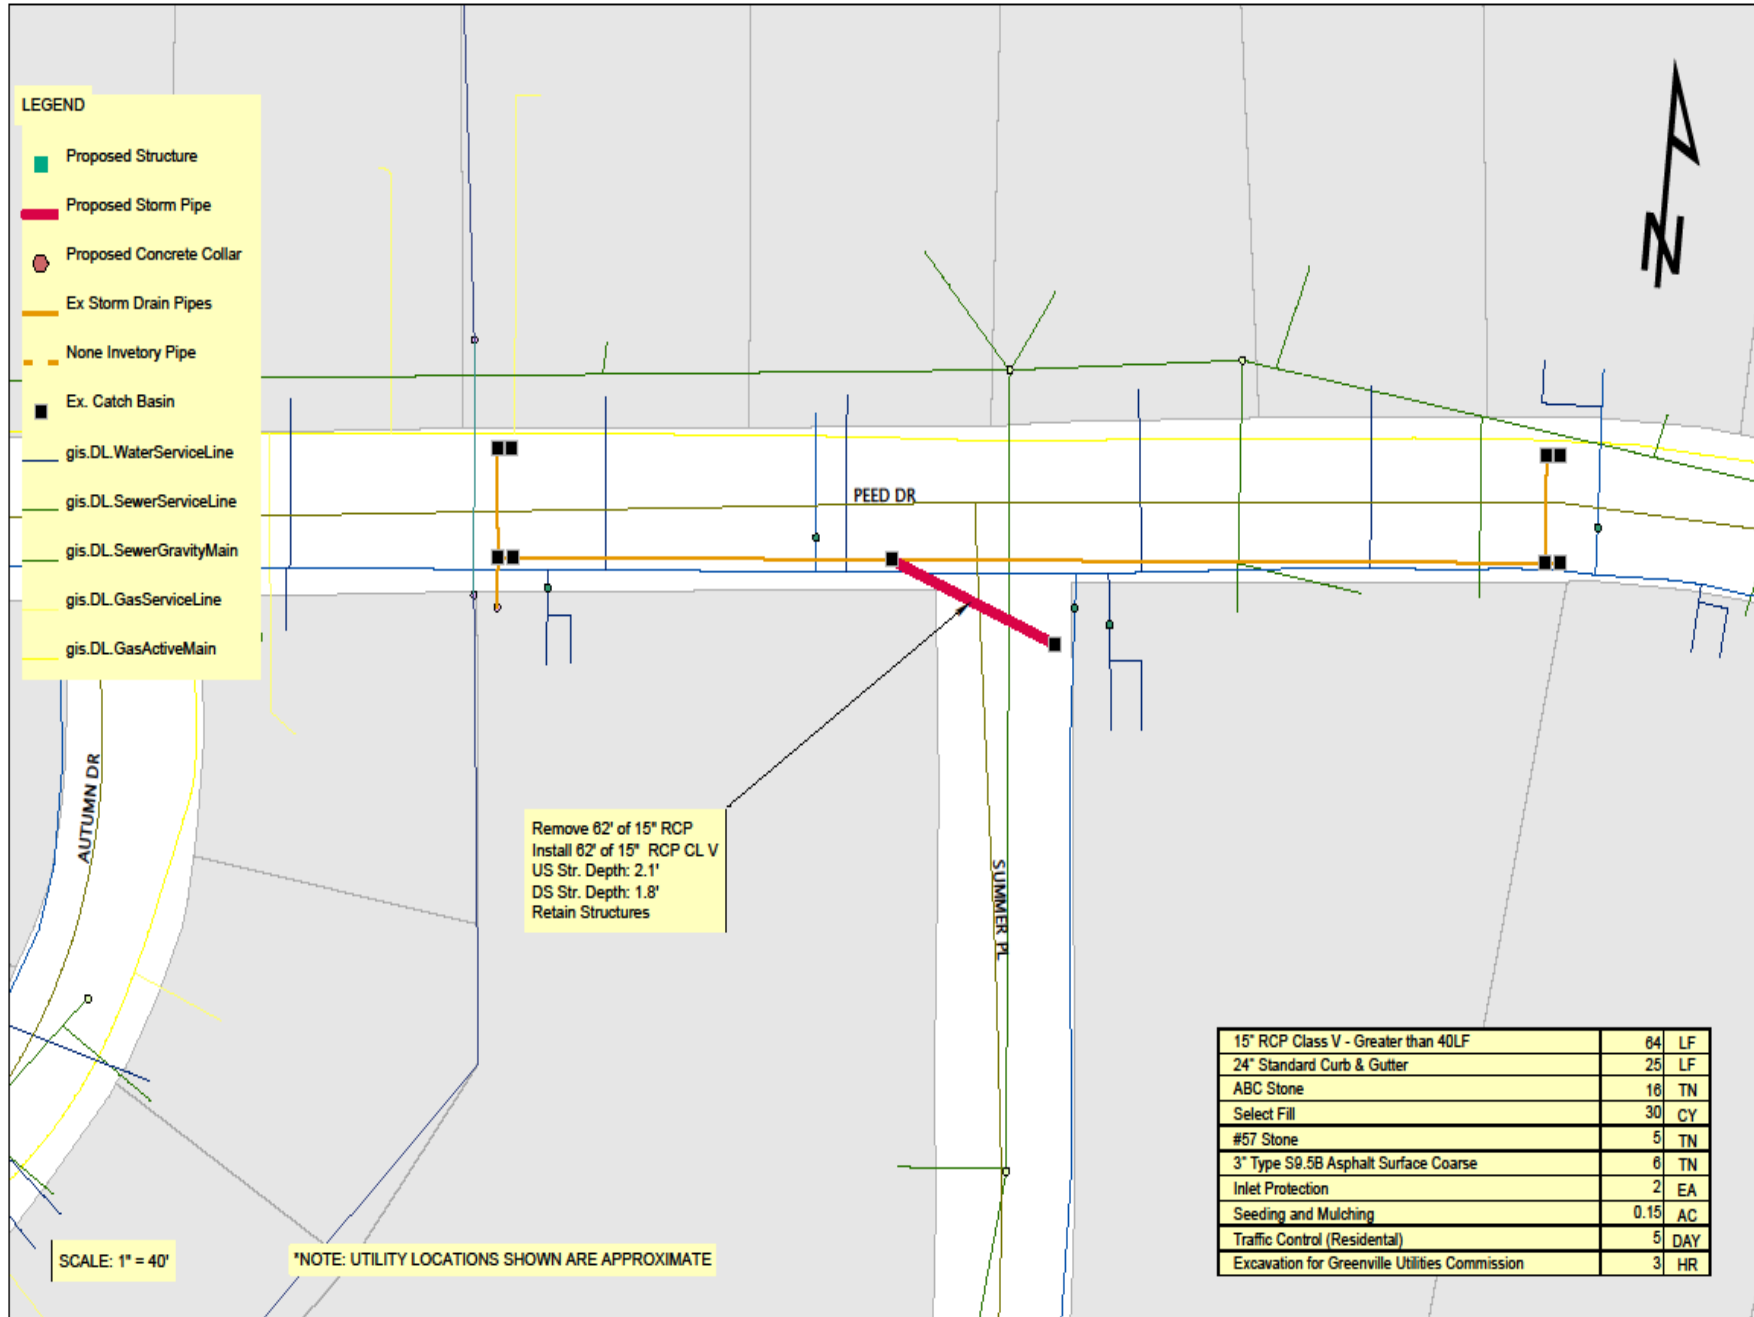 LEGEND
Proposed Structure
Proposed Storm Pipe
Proposed Concrete Collar
Ex Storm Drain Pipes
None Invetory Pipe
Ex. Catch Basin
gis.DL.WaterServiceLine
gis.DL.SewerServiceLine
gis.DL.SewerGravityMain
gis.DL.GasServiceLine
gis.DL.GasActiveMain
N
PEED DR
AUTUMN DR
SUMMER PL
Remove 62' of 15" RCP
Install 62' of 15" RCP CL V
US Str. Depth: 2.1'
DS Str. Depth: 1.8'
Retain Structures
15" RCP Class V - Greater than 40LF 64 LF
24" Standard Curb & Gutter 25 LF
ABC Stone 16 TN
Select Fill 30 CY
#57 Stone 5 TN
3" Type S9.5B Asphalt Surface Coarse 6 TN
Inlet Protection 2 EA
Seeding and Mulching 0.15 AC
Traffic Control (Residential) 5 DAY
Excavation for Greenville Utilities Commission 3 HR
SCALE: 1" = 40'
*NOTE: UTILITY LOCATIONS SHOWN ARE APPROXIMATE